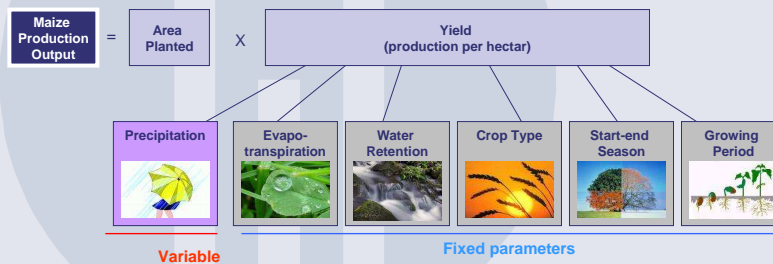 Maize
Production
Output
=
Area
Planted
X
Yield
(production per hectar)
Precipitation
Evapo-
transpiration
Water
Retention
Crop Type
Start-end
Season
Growing
Period
Variable
Fixed parameters